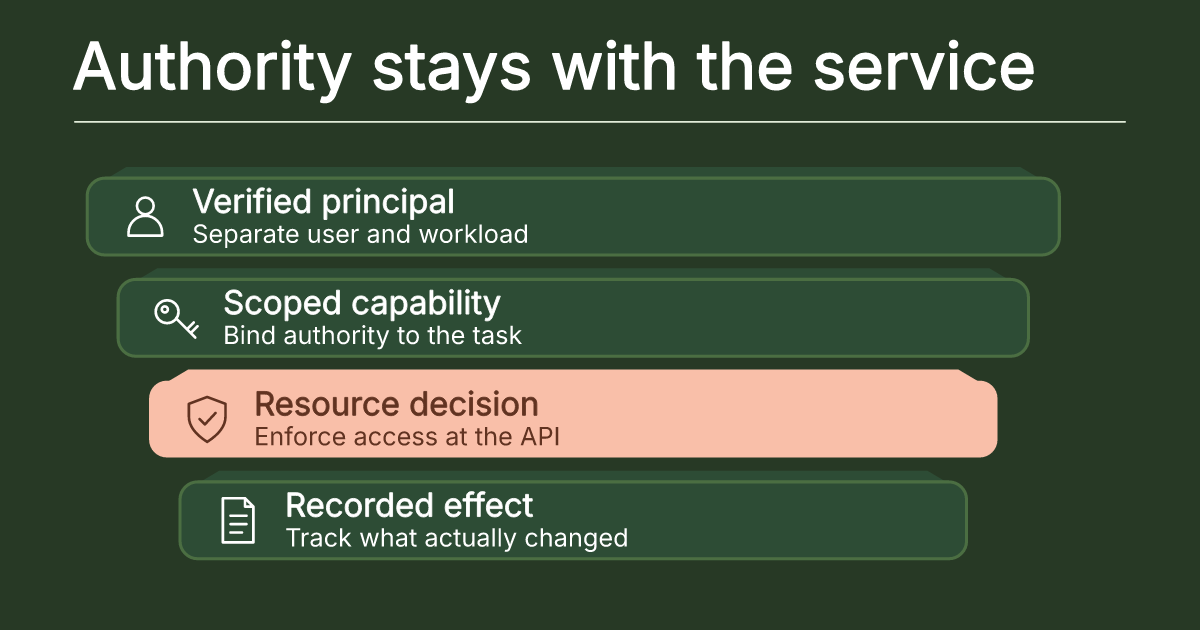 Authority stays with the service
Verified principal
Separate user and workload
Scoped capability
Bind authority to the task
Resource decision
Enforce access at the API
Recorded effect
Track what actually changed